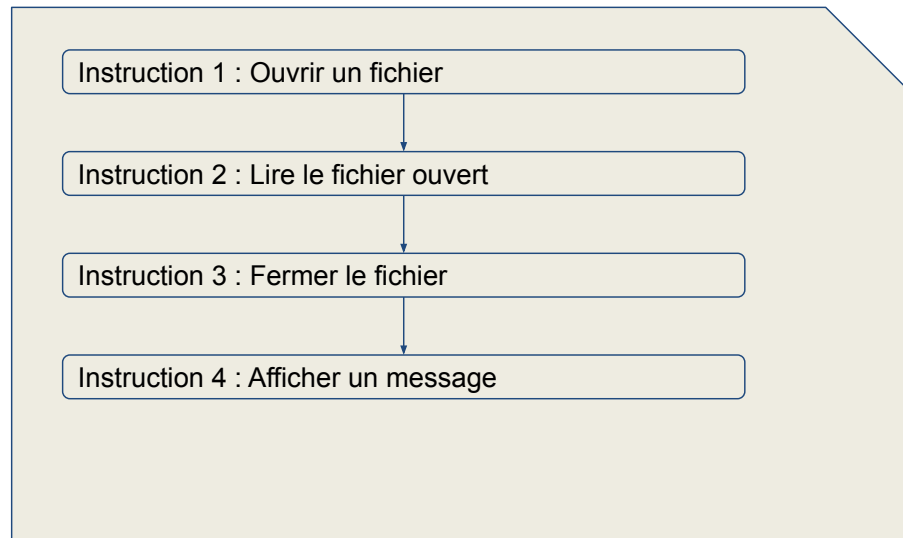 Instruction 1 : Ouvrir un fichier
Instruction 2 : Lire le fichier ouvert
Instruction 3 : Fermer le fichier
Instruction 4 : Afficher un message